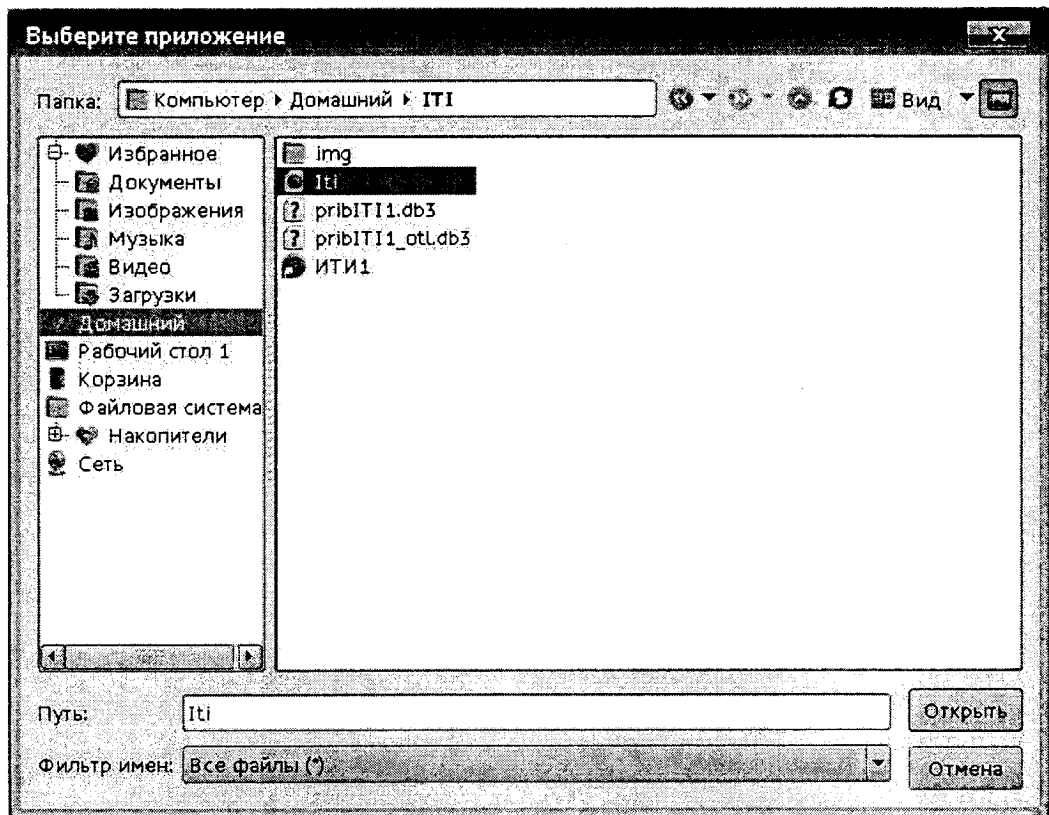 Выберите приложение
Папка: Компьютер Домашний ITI Вид
Избранное
Документы
Изображения
Музыка
Видео
Загрузки
Домашний
Рабочий стол 1
Корзина
Файловая система
Накопители
Сеть
img
Iti
pribITI1.db3
pribITI1_otl.db3
ИТИ1
Путь: Iti Открыть
Фильтр имен: Все файлы (*) Отмена